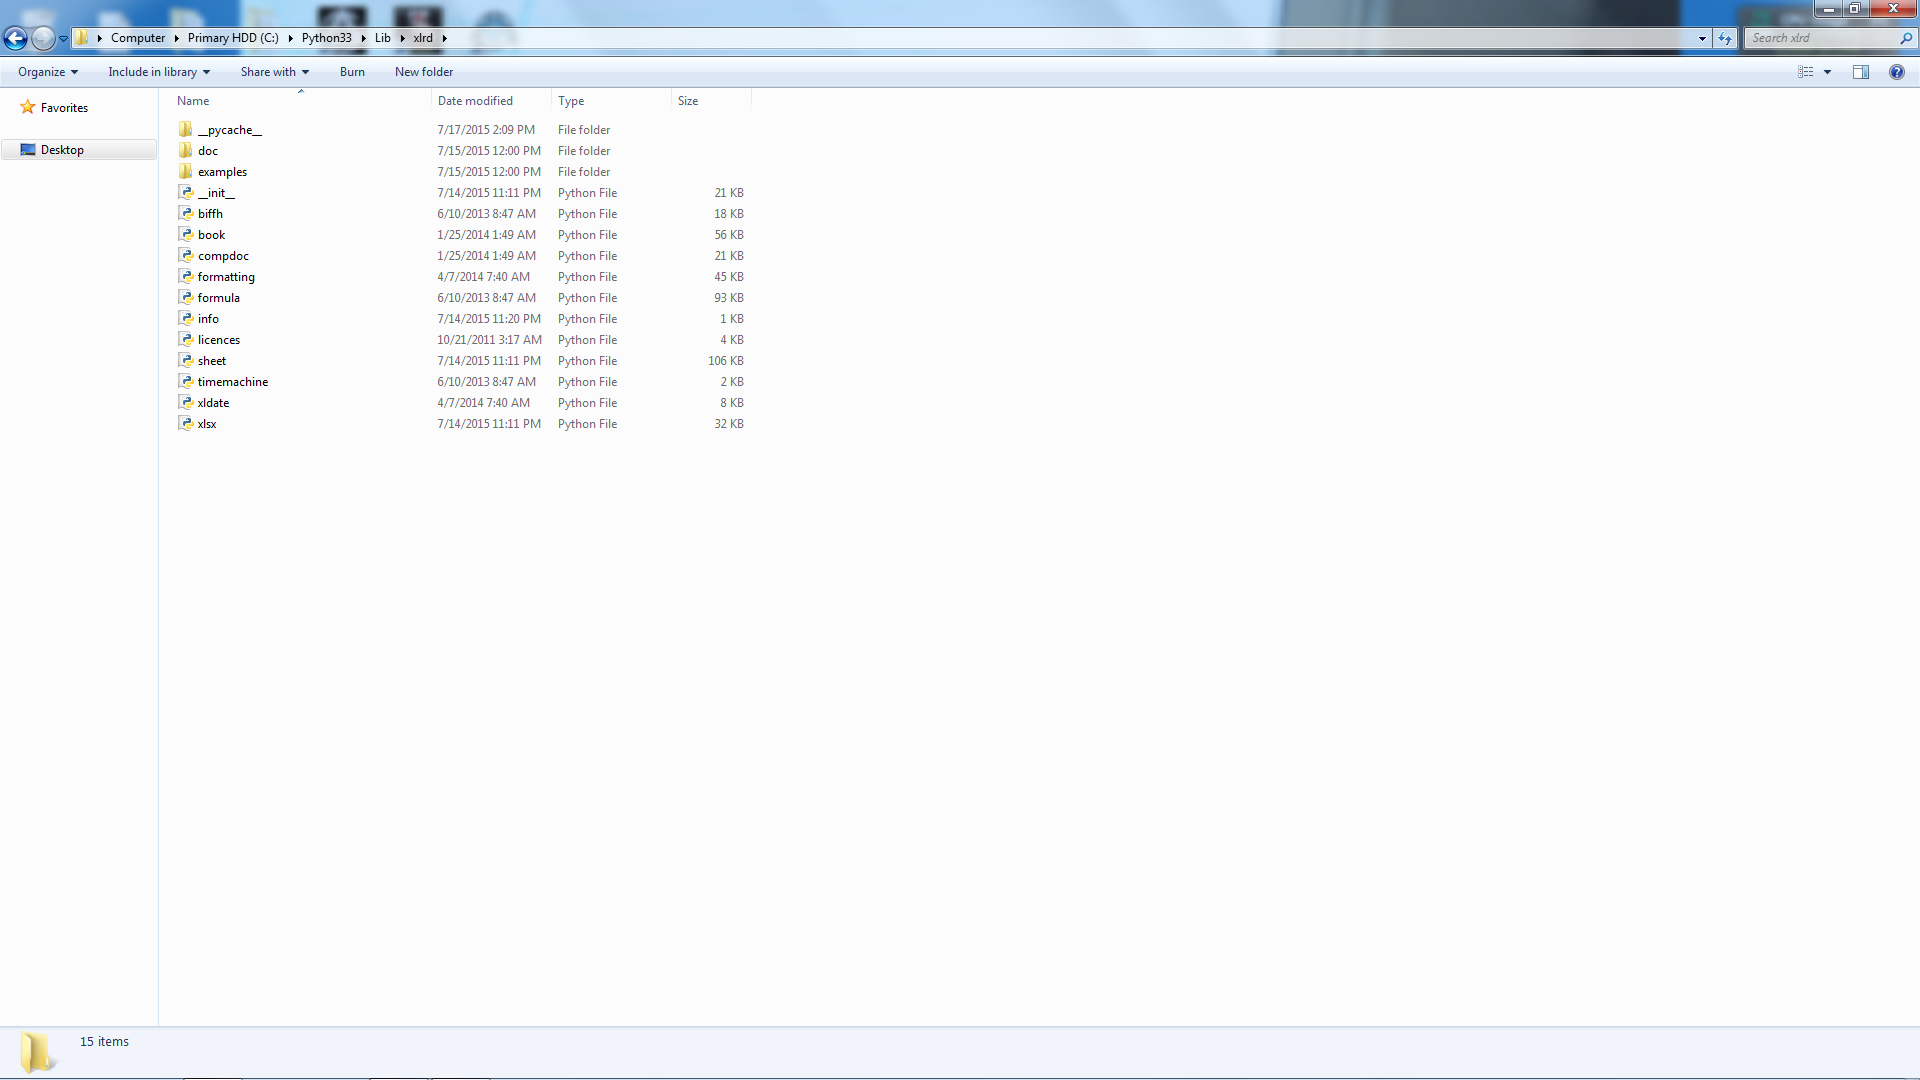 Computer Primary HDD (C:) Python33 Lib xlrd Search xlrd
Organize Include in library Share with Burn New folder
Favorites
Desktop
Name Date modified Type Size
__pycache__ 7/17/2015 2:09 PM File folder
doc 7/15/2015 12:00 PM File folder
examples 7/15/2015 12:00 PM File folder
__init__ 7/14/2015 11:11 PM Python File 21 KB
biffh 6/10/2013 8:47 AM Python File 18 KB
book 1/25/2014 1:49 AM Python File 56 KB
compdoc 1/25/2014 1:49 AM Python File 21 KB
formatting 4/7/2014 7:40 AM Python File 45 KB
formula 6/10/2013 8:47 AM Python File 93 KB
info 7/14/2015 11:20 PM Python File 1 KB
licences 10/21/2011 3:17 AM Python File 4 KB
sheet 7/14/2015 11:11 PM Python File 106 KB
timemachine 6/10/2013 8:47 AM Python File 2 KB
xldate 4/7/2014 7:40 AM Python File 8 KB
xlsx 7/14/2015 11:11 PM Python File 32 KB
15 items